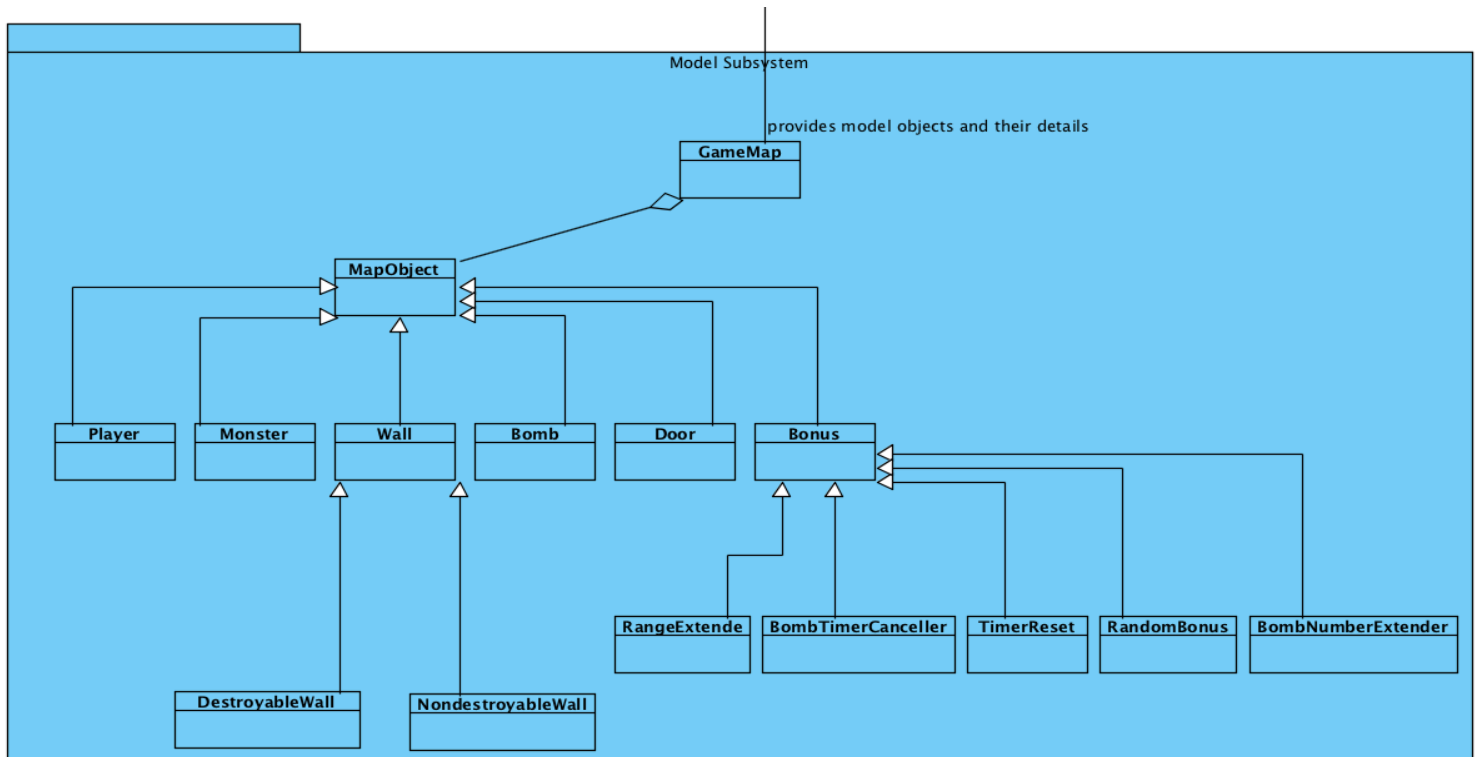 Model Subsystem
provides model objects and their details
GameMap
MapObject
Player
Monster
Wall
Bomb
Door
Bonus
RangeExtende
BombTimerCanceller
TimerReset
RandomBonus
BombNumberExtender
DestroyableWall
NondestroyableWall